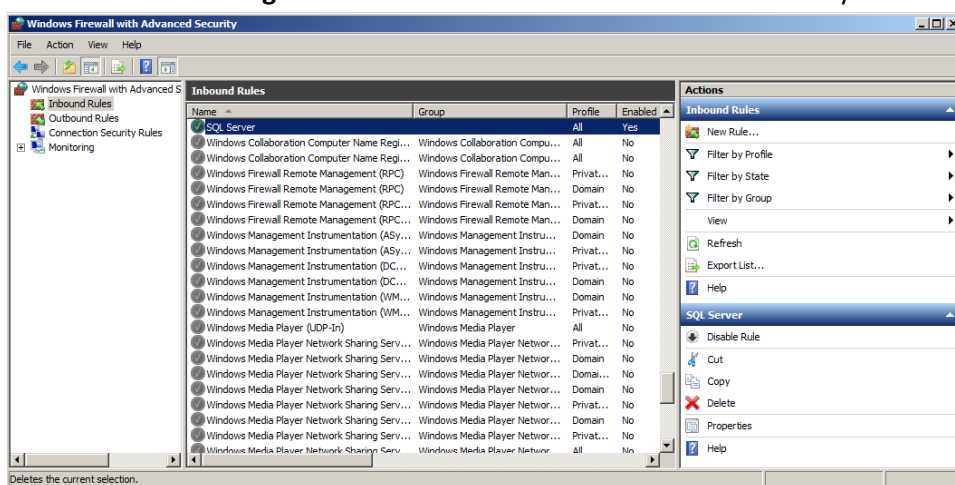 Windows Firewall with Advanced Security
File Action View Help
Windows Firewall with Advanced S
Inbound Rules
Outbound Rules
Connection Security Rules
Monitoring
Inbound Rules
Name Group Profile Enabled
SQL Server All Yes
Windows Collaboration Computer Name Regi... Windows Collaboration Compu... All No
Windows Collaboration Computer Name Regi... Windows Collaboration Compu... All No
Windows Firewall Remote Management (RPC) Windows Firewall Remote Man... Privat... No
Windows Firewall Remote Management (RPC) Windows Firewall Remote Man... Domain No
Windows Firewall Remote Management (RPC... Windows Firewall Remote Man... Privat... No
Windows Firewall Remote Management (RPC... Windows Firewall Remote Man... Domain No
Windows Management Instrumentation (ASy... Windows Management Instru... Domain No
Windows Management Instrumentation (ASy... Windows Management Instru... Privat... No
Windows Management Instrumentation (DC... Windows Management Instru... Privat... No
Windows Management Instrumentation (DC... Windows Management Instru... Domain No
Windows Management Instrumentation (WM... Windows Management Instru... Domain No
Windows Management Instrumentation (WM... Windows Management Instru... Privat... No
Windows Media Player (UDP-In) Windows Media Player All No
Windows Media Player Network Sharing Serv... Windows Media Player Networ... Privat... No
Windows Media Player Network Sharing Serv... Windows Media Player Networ... Domain No
Windows Media Player Network Sharing Serv... Windows Media Player Networ... Domai... No
Windows Media Player Network Sharing Serv... Windows Media Player Networ... Domain No
Windows Media Player Network Sharing Serv... Windows Media Player Networ... Privat... No
Windows Media Player Network Sharing Serv... Windows Media Player Networ... Domain No
Windows Media Player Network Sharing Serv... Windows Media Player Networ... Privat... No
Windows Media Player Network Sharing Serv... Windows Media Player Networ... All No
Actions
Inbound Rules
New Rule...
Filter by Profile
Filter by State
Filter by Group
View
Refresh
Export List...
Help
SQL Server
Disable Rule
Cut
Copy
Delete
Properties
Help
Deletes the current selection.